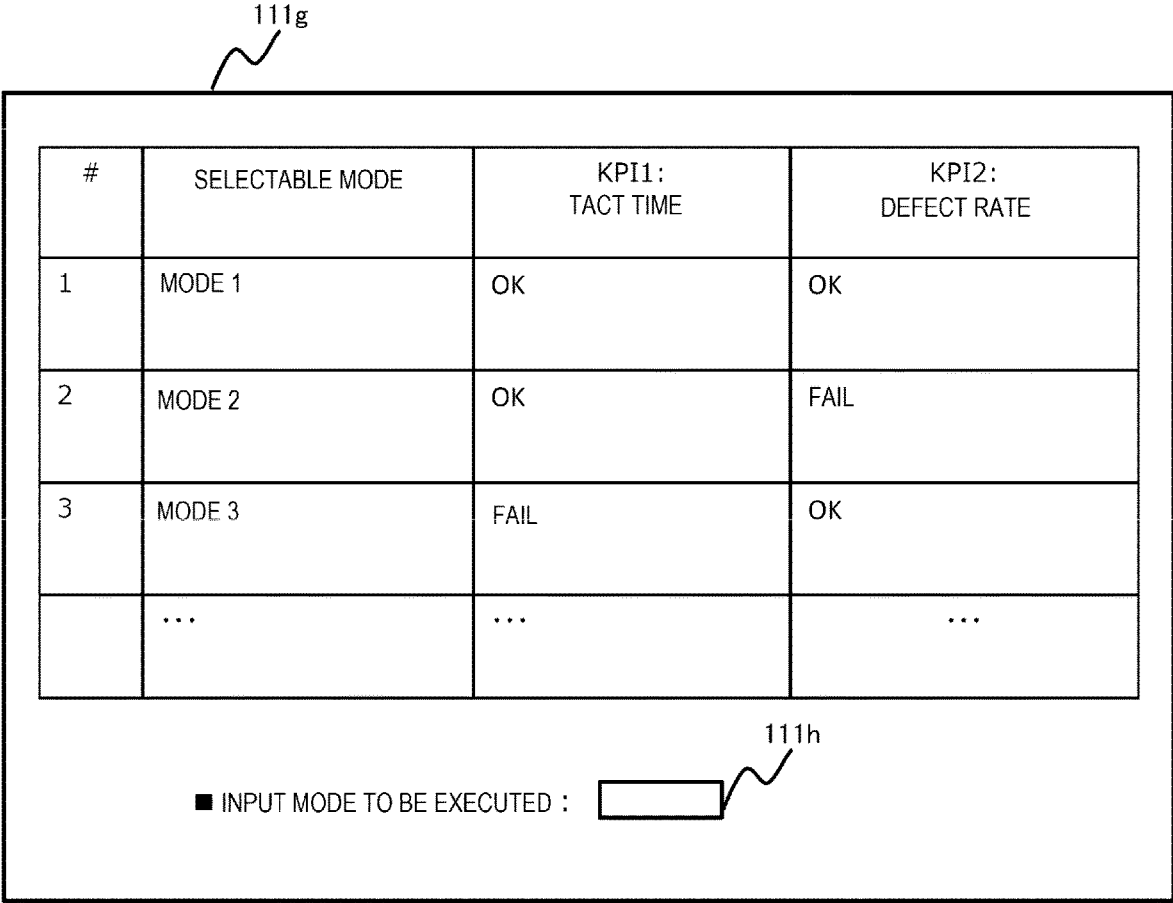 111g
# SELECTABLE MODE KPI1: TACT TIME KPI2: DEFECT RATE
1 MODE 1 OK OK
2 MODE 2 OK FAIL
3 MODE 3 FAIL OK
... ... ...
111h
■ INPUT MODE TO BE EXECUTED :